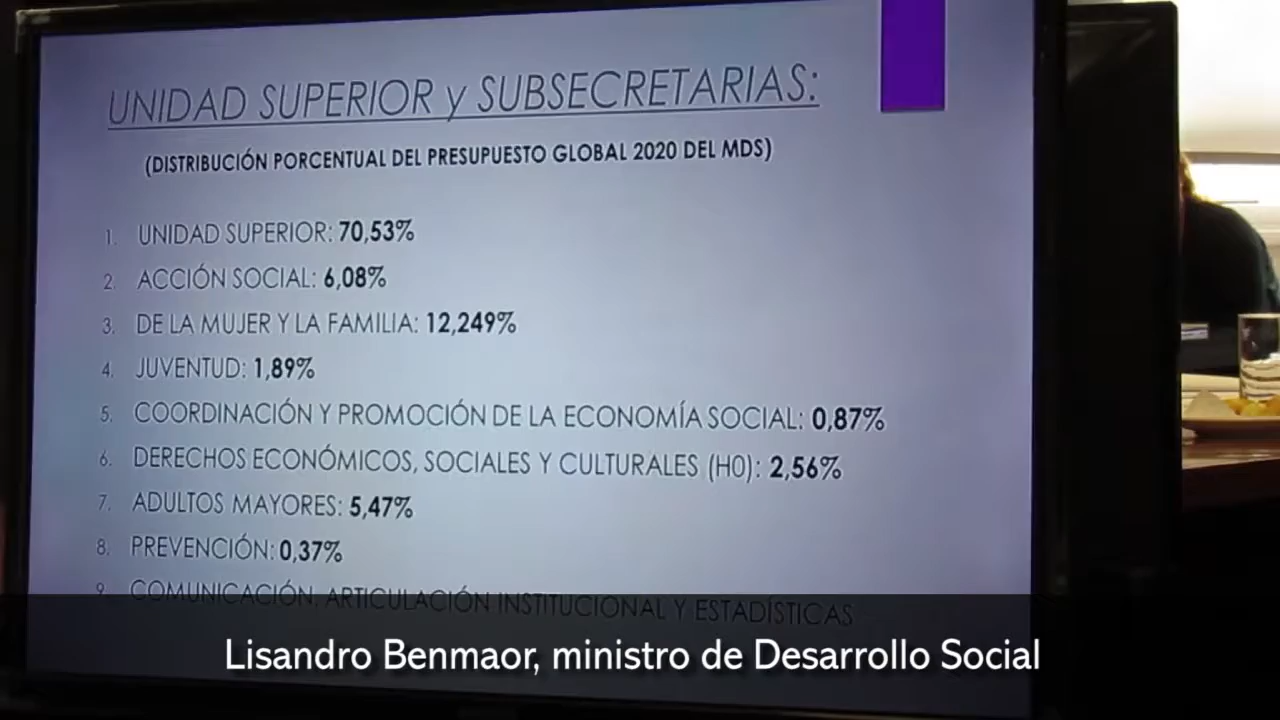 UNIDAD SUPERIOR y SUBSECRETARIAS:
(DISTRIBUCIÓN PORCENTUAL DEL PRESUPUESTO GLOBAL 2020 DEL MDS)
1. UNIDAD SUPERIOR: 70,53%
2. ACCIÓN SOCIAL: 6,08%
3. DE LA MUJER Y LA FAMILIA: 12,249%
4. JUVENTUD: 1,89%
5. COORDINACIÓN Y PROMOCIÓN DE LA ECONOMÍA SOCIAL: 0,87%
6. DERECHOS ECONÓMICOS, SOCIALES Y CULTURALES (H0): 2,56%
7. ADULTOS MAYORES: 5,47%
8. PREVENCIÓN: 0,37%
9. COMUNICACIÓN, ARTICULACIÓN INSTITUCIONAL Y ESTADÍSTICAS
Lisandro Benmaor, ministro de Desarrollo Social